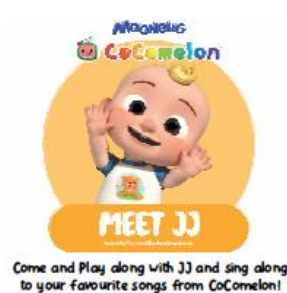 MOONBUG
CoComelon
MEET JJ
Come and Play along with JJ and sing along
to your favourite songs from CoComelon!